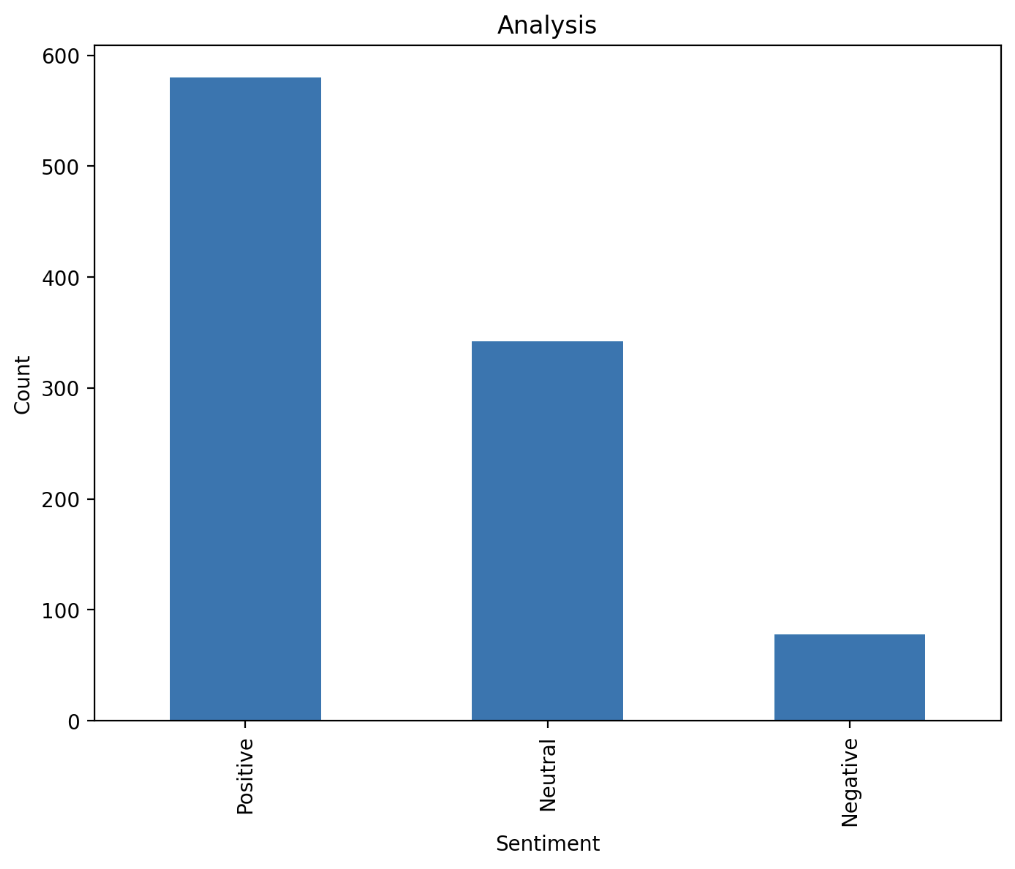 Analysis
600
500
400
300
200
100
0
Count
Positive
Neutral
Negative
Sentiment